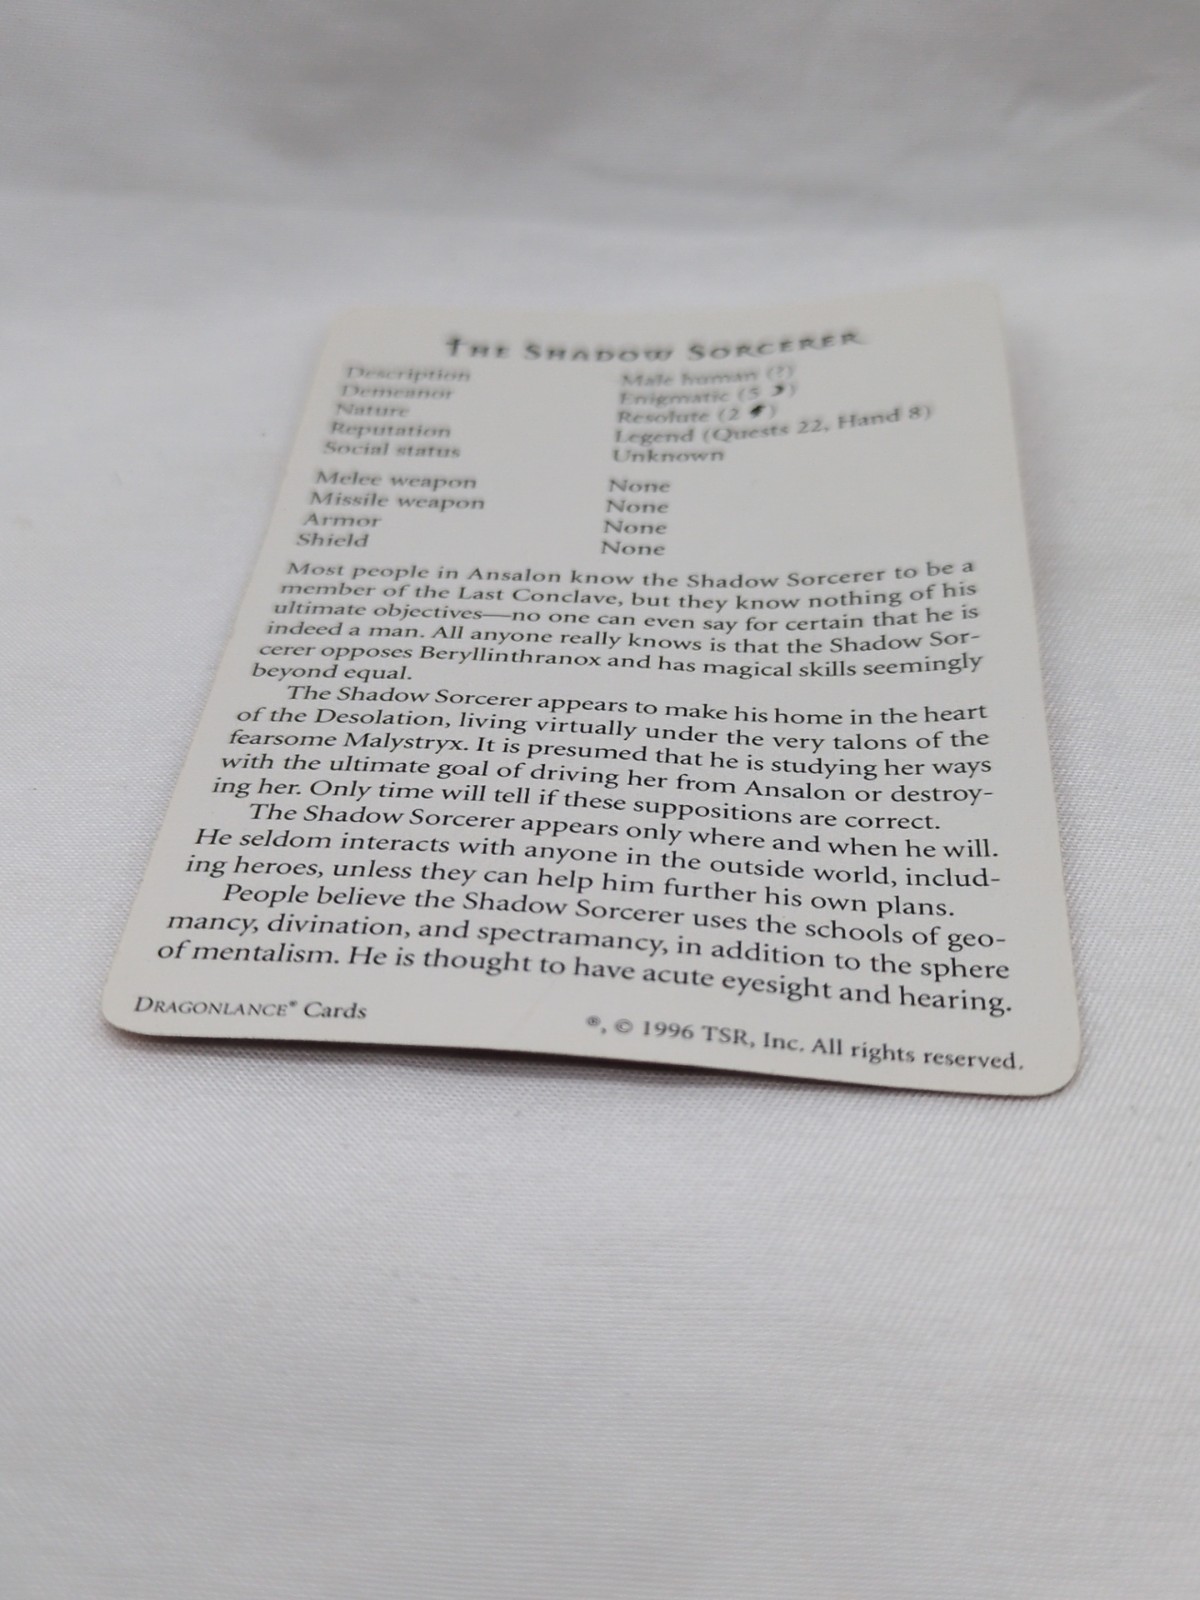 THE SHADOW SORCERER
Description Male human (?)
Demeanor Enigmatic (5 )
Nature Resolute (2 )
Reputation Legend (Quests 22, Hand 8)
Social status Unknown
Melee weapon None
Missile weapon None
Armor None
Shield None
Most people in Ansalon know the Shadow Sorcerer to be a
member of the Last Conclave, but they know nothing of his
ultimate objectives—no one can even say for certain that he is
indeed a man. All anyone really knows is that the Shadow Sor-
cerer opposes Beryllinthranox and has magical skills seemingly
beyond equal.
The Shadow Sorcerer appears to make his home in the heart
of the Desolation, living virtually under the very talons of the
fearsome Malystryx. It is presumed that he is studying her ways
with the ultimate goal of driving her from Ansalon or destroy-
ing her. Only time will tell if these suppositions are correct.
The Shadow Sorcerer appears only where and when he will.
He seldom interacts with anyone in the outside world, includ-
ing heroes, unless they can help him further his own plans.
People believe the Shadow Sorcerer uses the schools of geo-
mancy, divination, and spectramancy, in addition to the sphere
of mentalism. He is thought to have acute eyesight and hearing.
DRAGONLANCE® Cards
®, © 1996 TSR, Inc. All rights reserved.